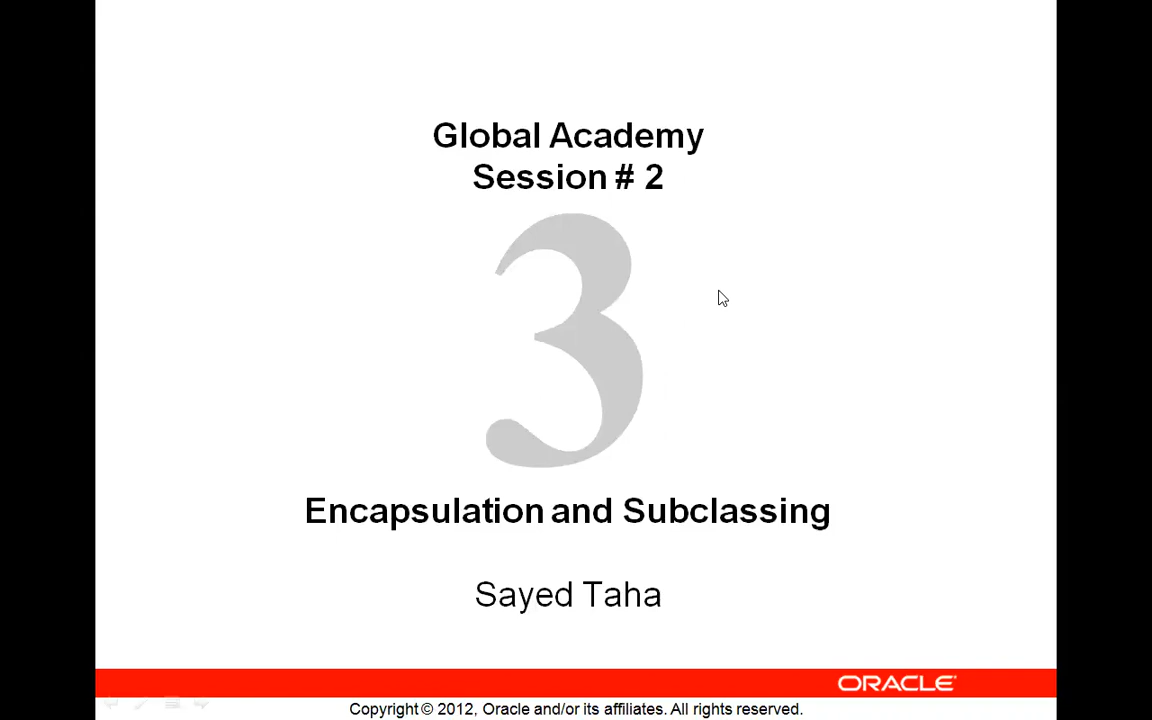 Global Academy
Session # 2
3
Encapsulation and Subclassing
Sayed Taha
ORACLE
Copyright © 2012, Oracle and/or its affiliates. All rights reserved.